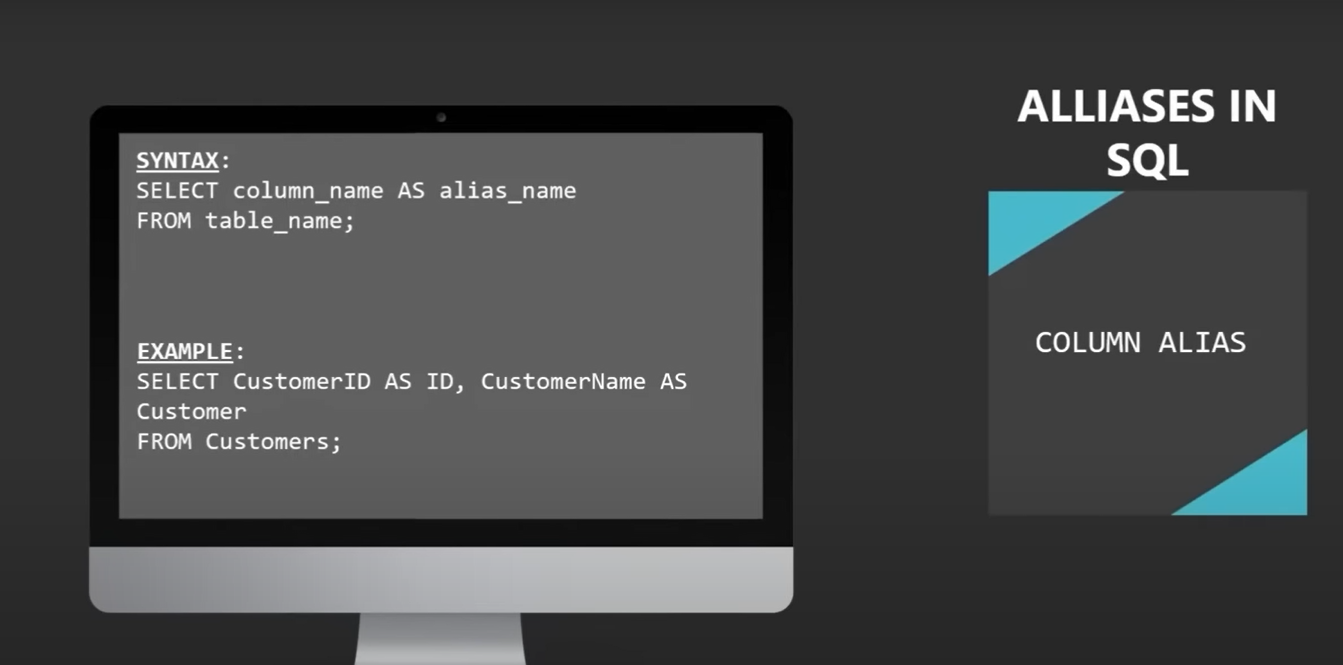 SYNTAX:
SELECT column_name AS alias_name
FROM table_name;
EXAMPLE:
SELECT CustomerID AS ID, CustomerName AS
Customer
FROM Customers;
ALLIASES IN
SQL
COLUMN ALIAS